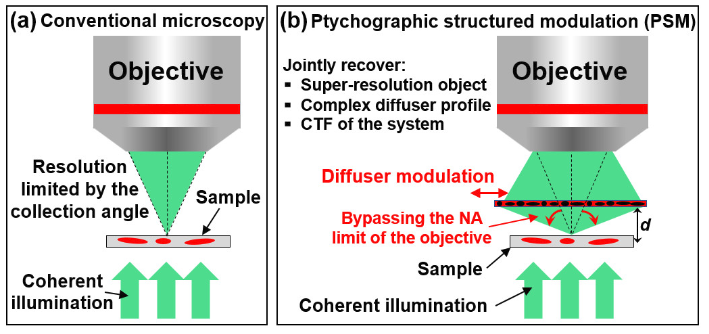 (a) Conventional microscopy
Objective
Resolution
limited by the
collection angle
Sample
Coherent
illumination
(b) Ptychographic structured modulation (PSM)
Jointly recover:
▪ Super-resolution object
▪ Complex diffuser profile
▪ CTF of the system
Objective
Diffuser modulation
Bypassing the NA
limit of the objective
d
Sample
Coherent illumination